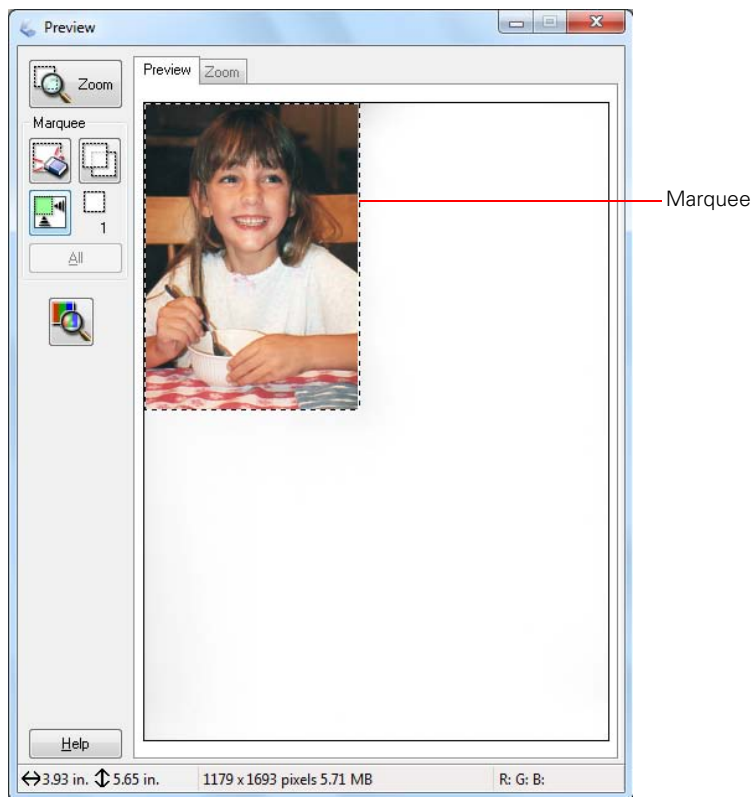 Preview
Zoom
Preview Zoom
Marquee
1
All
Help
Marquee
3.93 in. 5.65 in. 1179 x 1693 pixels 5.71 MB R: G: B: